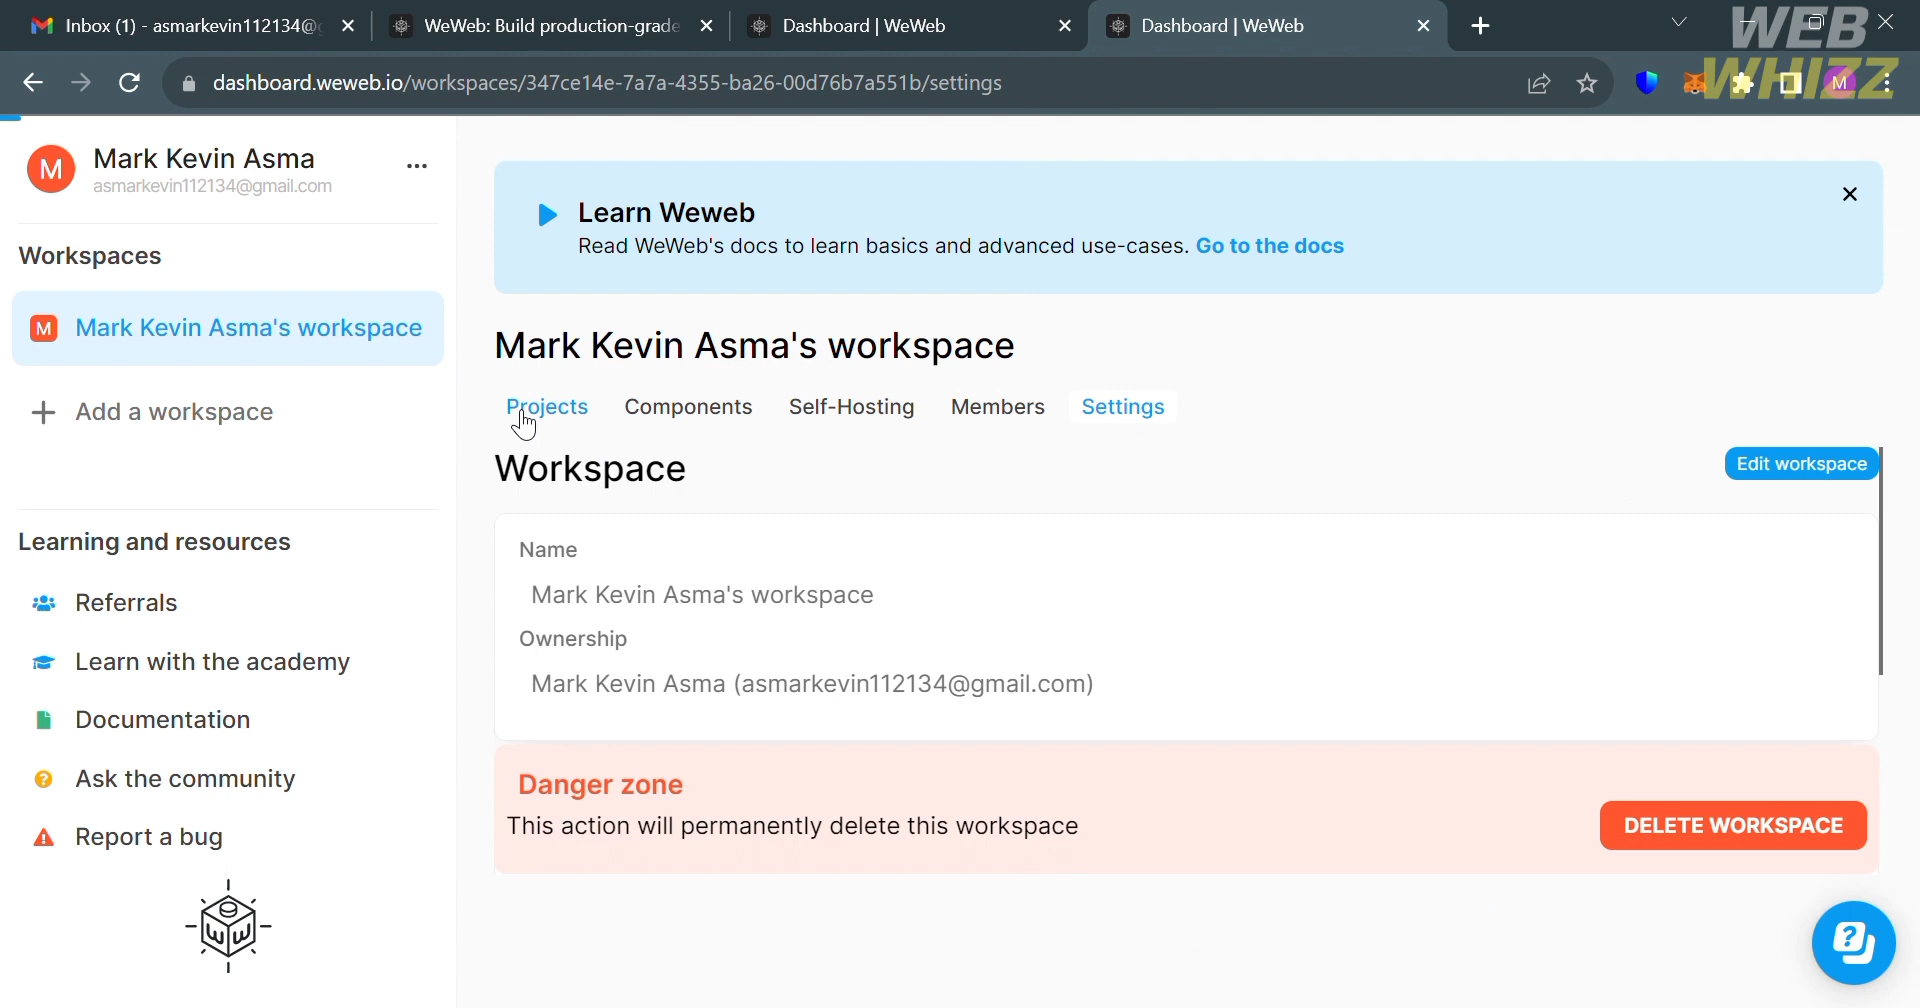 Inbox (1) - asmarkevin112134@
WeWeb: Build production-grade
Dashboard | WeWeb
Dashboard | WeWeb
WEB
WHIZZ
dashboard.weweb.io/workspaces/347ce14e-7a7a-4355-ba26-00d76b7a551b/settings
M
M
Mark Kevin Asma
asmarkevin112134@gmail.com
Workspaces
M Mark Kevin Asma's workspace
Add a workspace
Learning and resources
Referrals
Learn with the academy
Documentation
Ask the community
Report a bug
Learn Weweb
Read WeWeb's docs to learn basics and advanced use-cases. Go to the docs
Mark Kevin Asma's workspace
Projects Components Self-Hosting Members Settings
Workspace
Edit workspace
Name
Mark Kevin Asma's workspace
Ownership
Mark Kevin Asma (asmarkevin112134@gmail.com)
Danger zone
This action will permanently delete this workspace
DELETE WORKSPACE